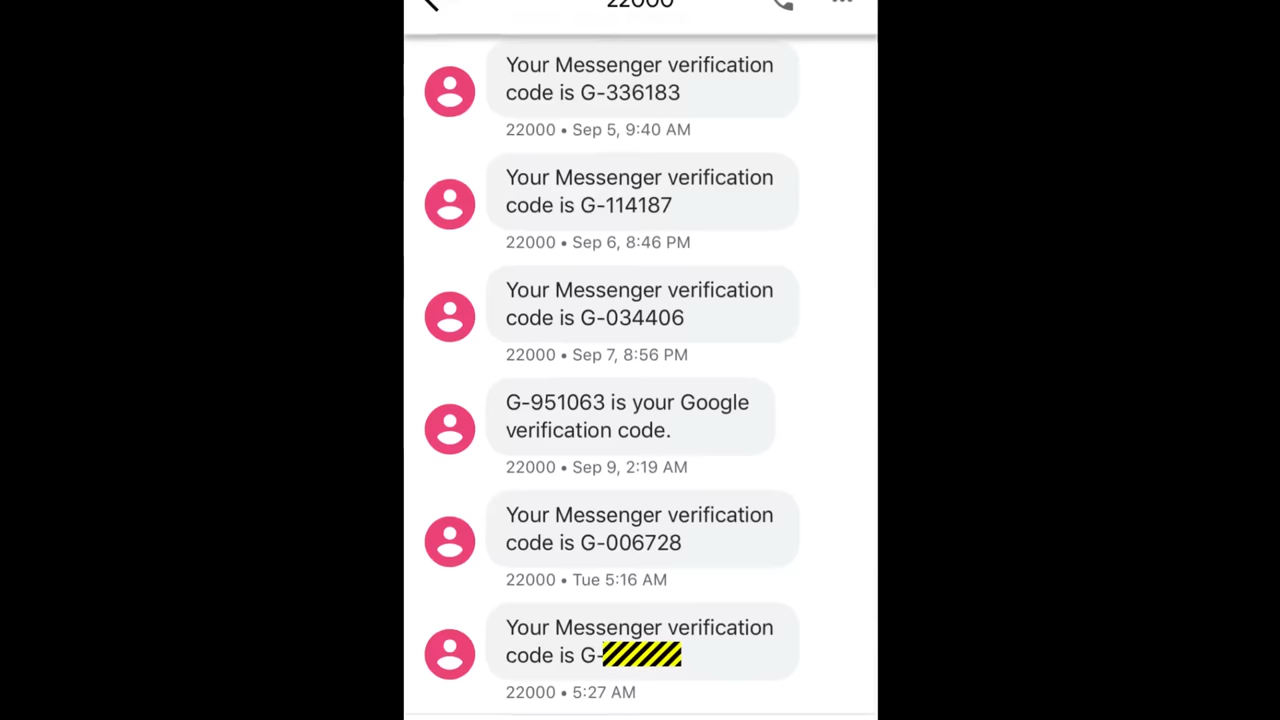 22000
Your Messenger verification
code is G-336183
22000 • Sep 5, 9:40 AM
Your Messenger verification
code is G-114187
22000 • Sep 6, 8:46 PM
Your Messenger verification
code is G-034406
22000 • Sep 7, 8:56 PM
G-951063 is your Google
verification code.
22000 • Sep 9, 2:19 AM
Your Messenger verification
code is G-006728
22000 • Tue 5:16 AM
Your Messenger verification
code is G-
22000 • 5:27 AM